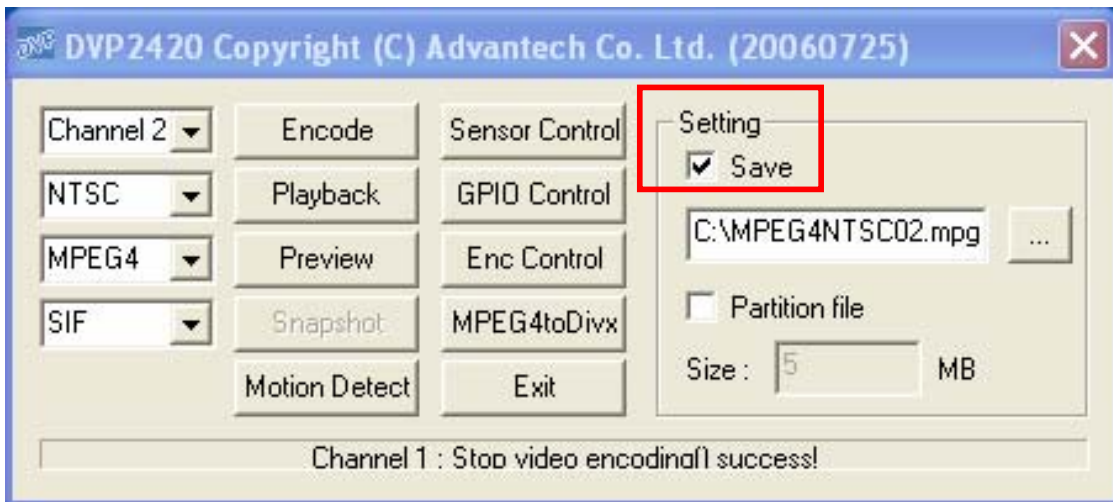 DVP2420 Copyright (C) Advantech Co. Ltd. (20060725)
Channel 2 Encode Sensor Control Setting
Save
NTSC Playback GPIO Control
C:\MPEG4NTSC02.mpg ...
MPEG4 Preview Enc Control
SIF Snapshot MPEG4toDivx Partition file
Motion Detect Exit Size : 5 MB
Channel 1 : Stop video encoding() success!